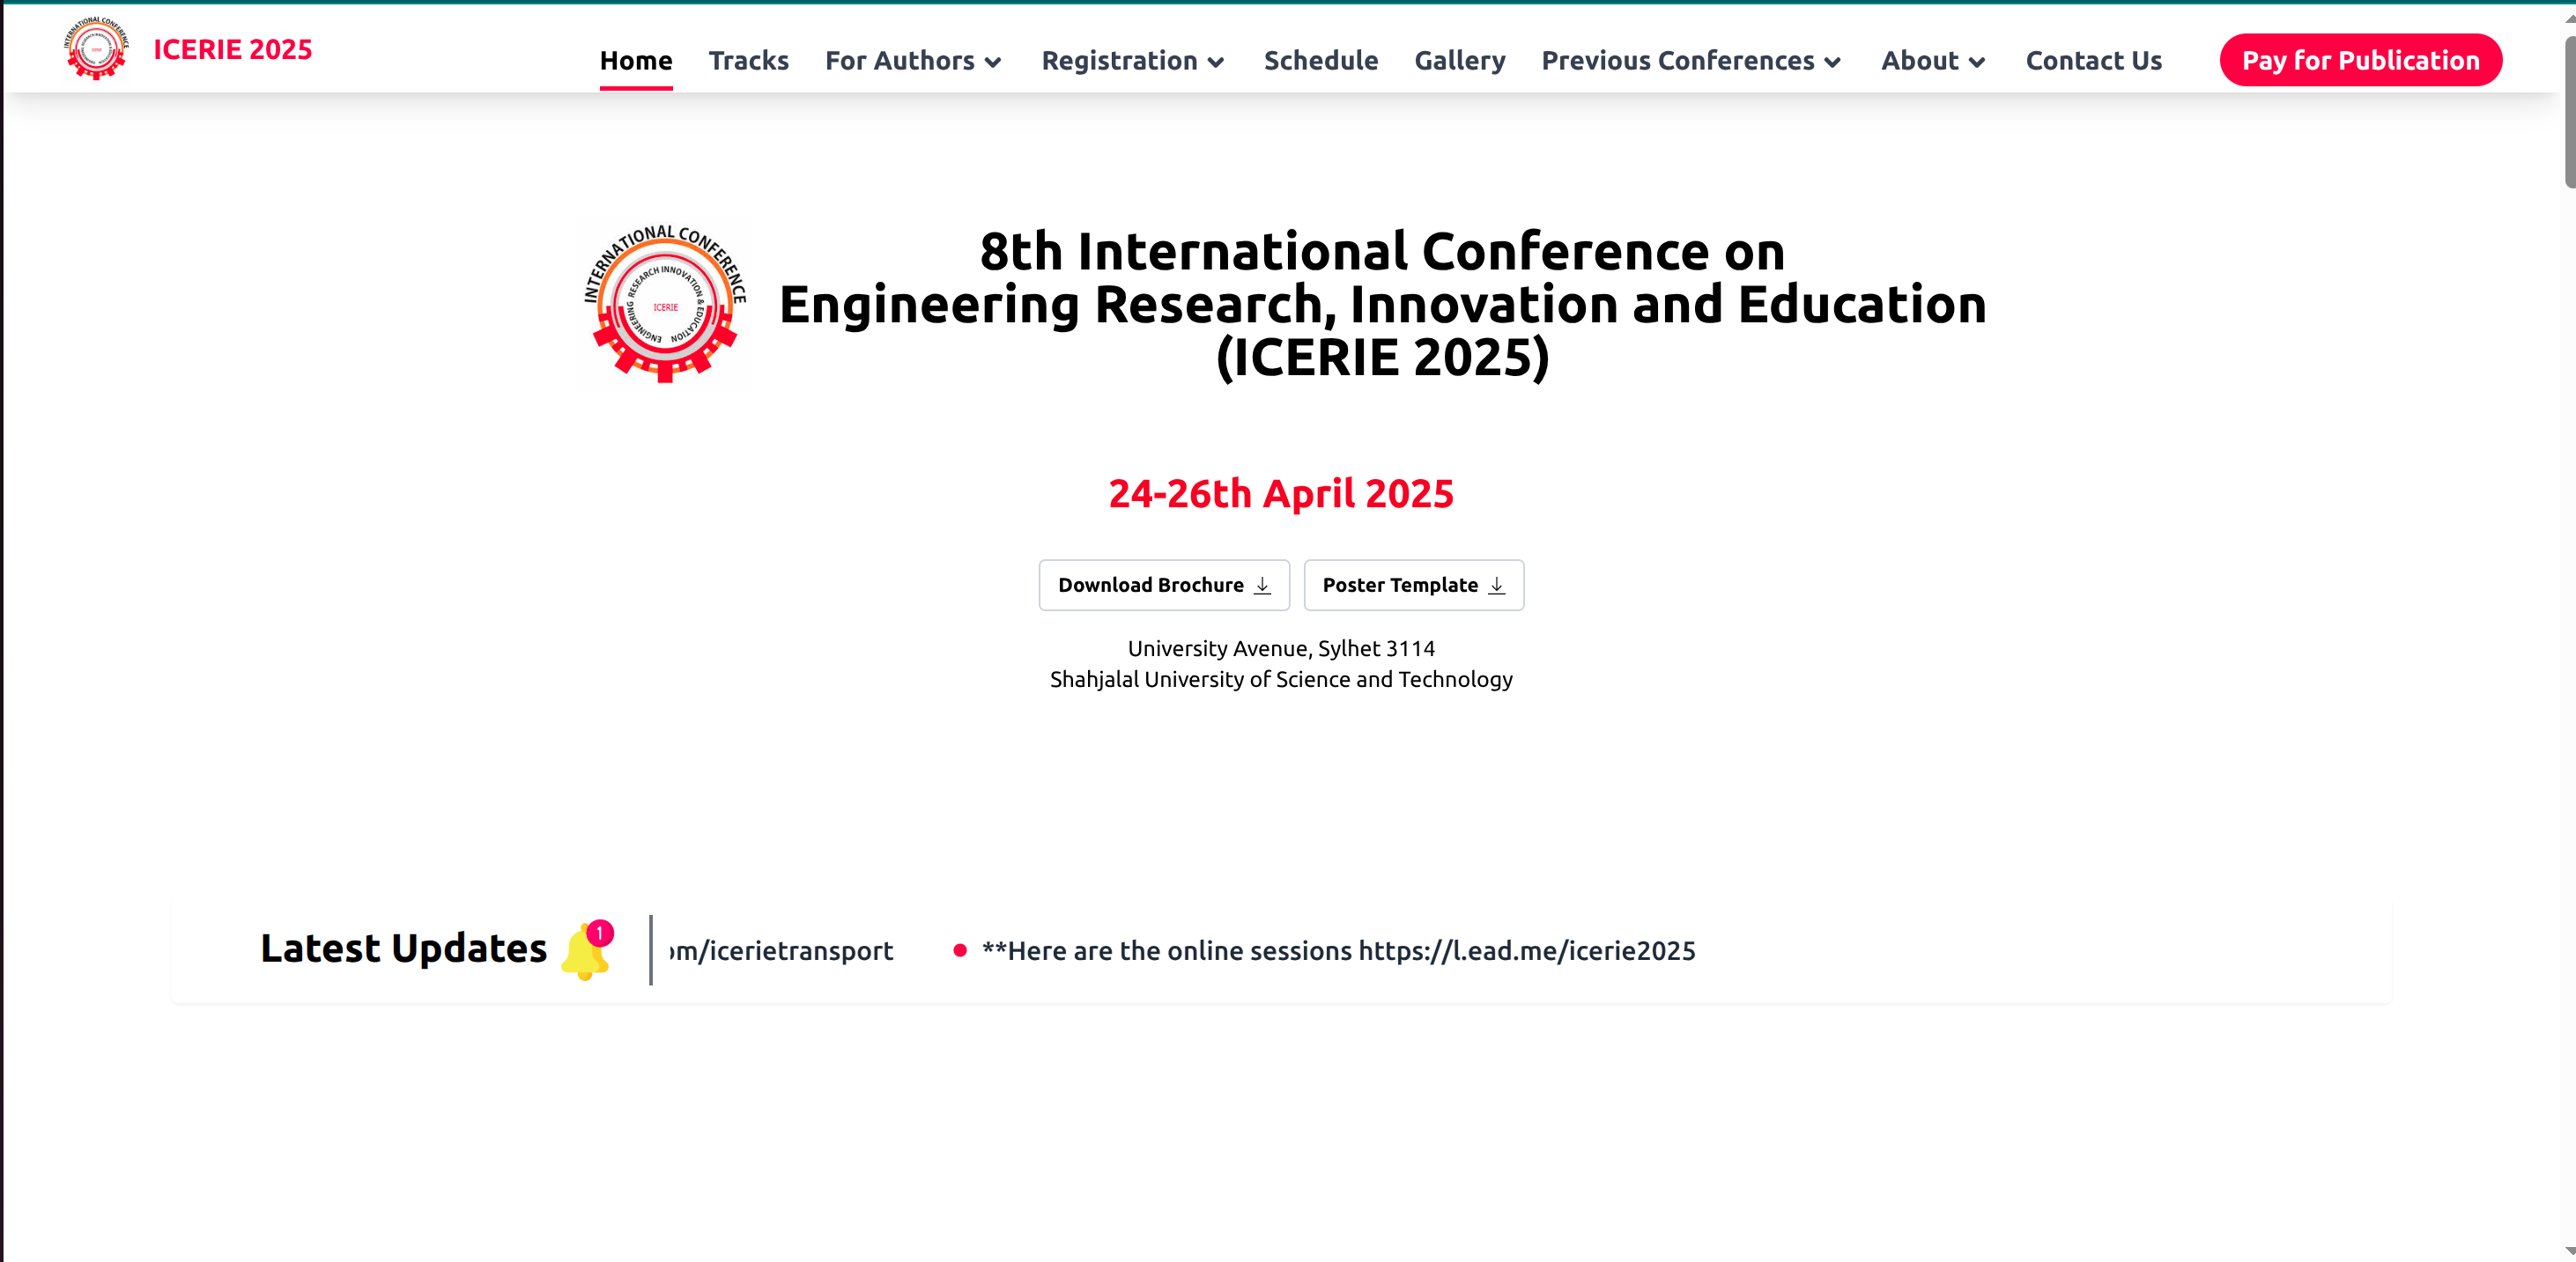 INTERNATIONAL CONFERENCE
ICERIE 2025
Home
Tracks
For Authors
Registration
Schedule
Gallery
Previous Conferences
About
Contact Us
Pay for Publication
INTERNATIONAL CONFERENCE
ENGINEERING RESEARCH INNOVATION & EDUCATION
ICERIE
8th International Conference on
Engineering Research, Innovation and Education
(ICERIE 2025)
24-26th April 2025
Download Brochure
Poster Template
University Avenue, Sylhet 3114
Shahjalal University of Science and Technology
Latest Updates
1
m/icerietransport
**Here are the online sessions https://l.ead.me/icerie2025